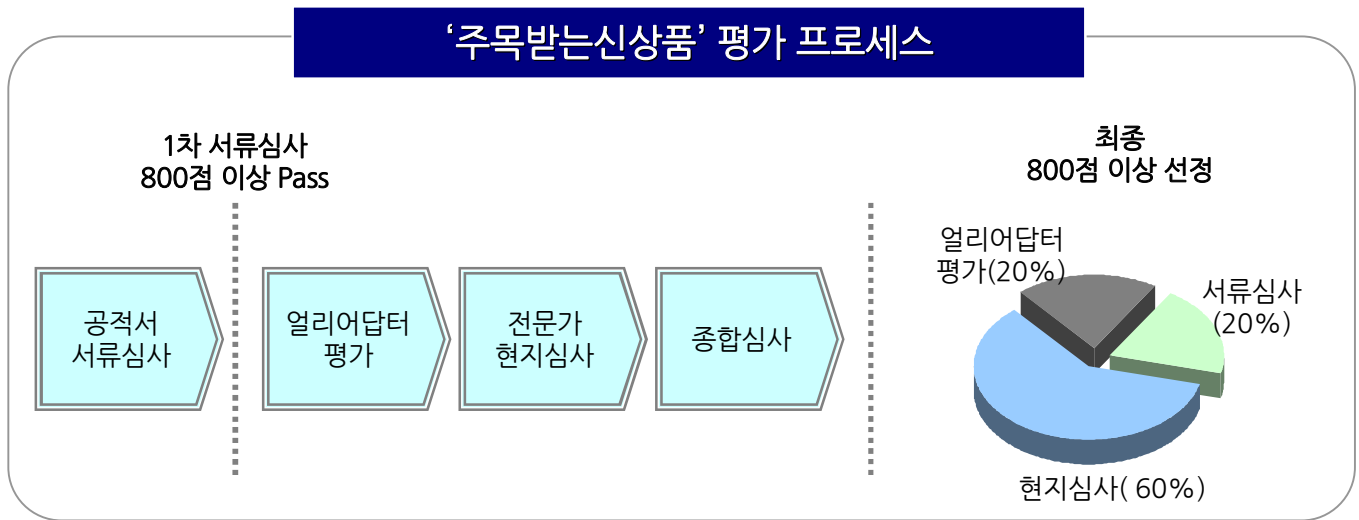 ‘주목받는신상품’ 평가 프로세스
1차 서류심사
800점 이상 Pass
최종
800점 이상 선정
공적서
서류심사
얼리어답터
평가
전문가
현지심사
종합심사
얼리어답터
평가(20%)
서류심사
(20%)
현지심사( 60%)